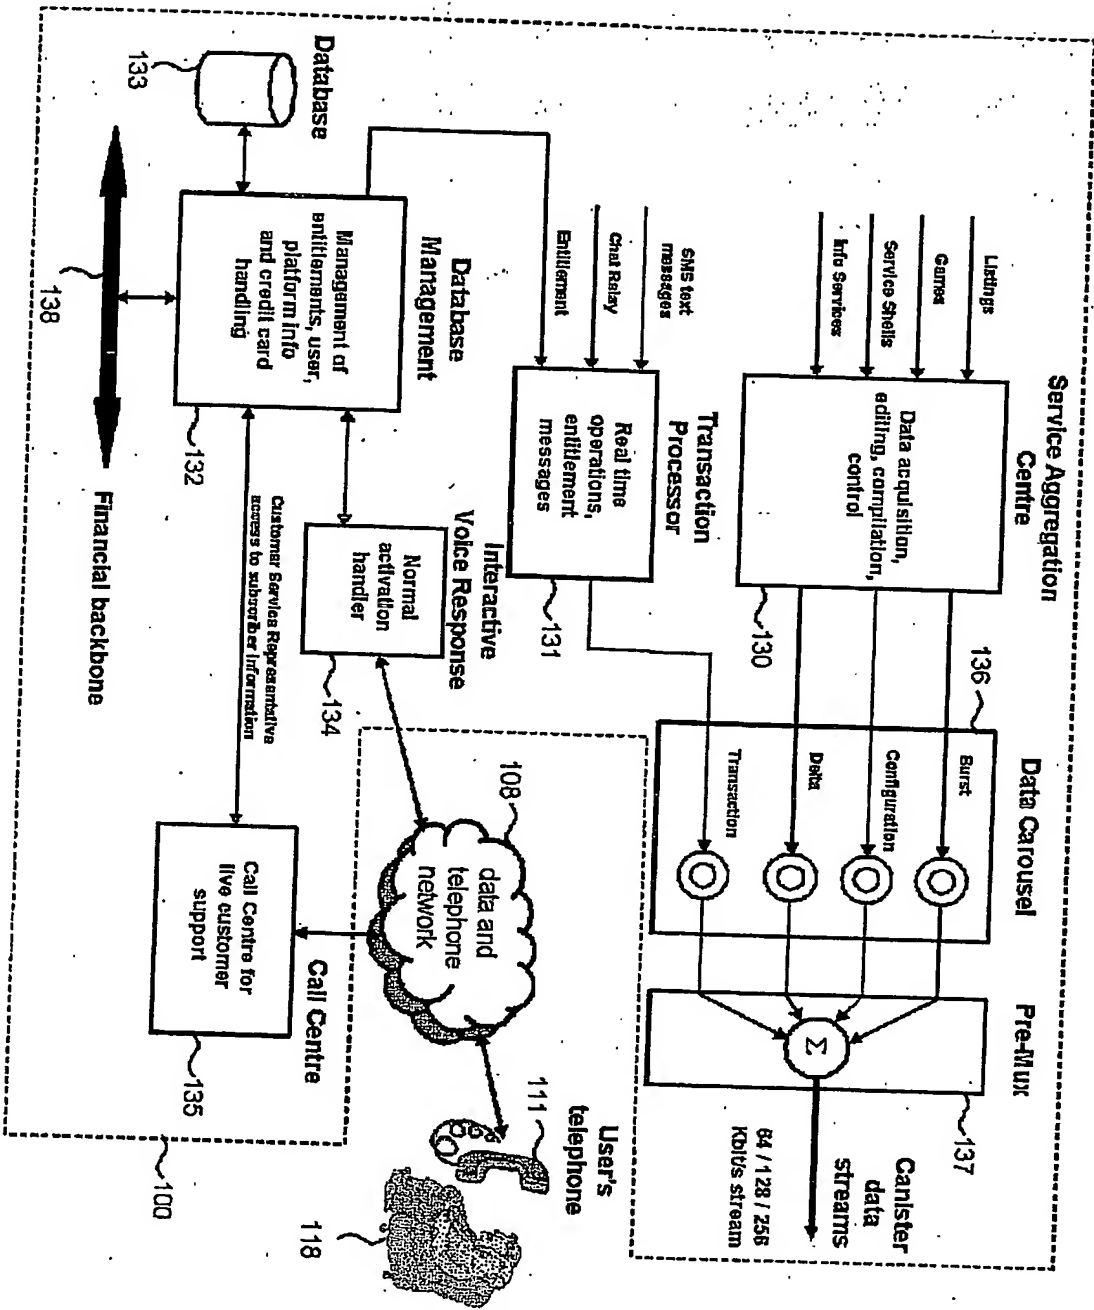 Service Aggregation
Centre
Data Carousel
Pre-Mux
Listings
Games
Service Shells
Info Services
Data acquisition,
editing, compilation,
control
130
136
Burst
Configuration
Delta
Transaction
Σ
137
Canister
data
streams
64 / 128 / 256
Kbit/s stream
Transaction
Processor
SMS text
messages
Chat Relay
Entitlement
Real time
operations,
entitlement
messages
131
Database
133
Database
Management
Management of
entitlements, user,
platform info
and credit card
handling
132
Interactive
Voice Response
Normal
activation
handler
134
108
data and
telephone
network
User's
telephone
111
118
Customer Service Representative
access to subscriber information
Call Centre
Call Centre for
live customer
support
135
138
Financial backbone
100